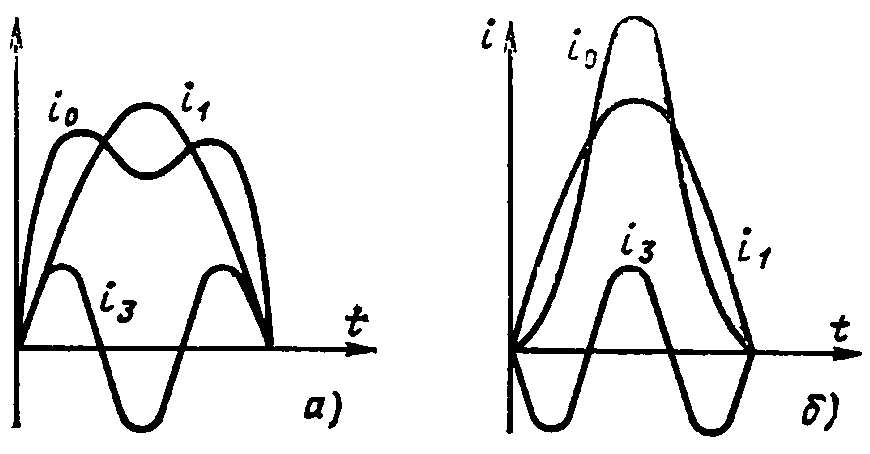 i₀ i₁
i₃
t
а)
i
i₀
i₃
i₁
t
б)